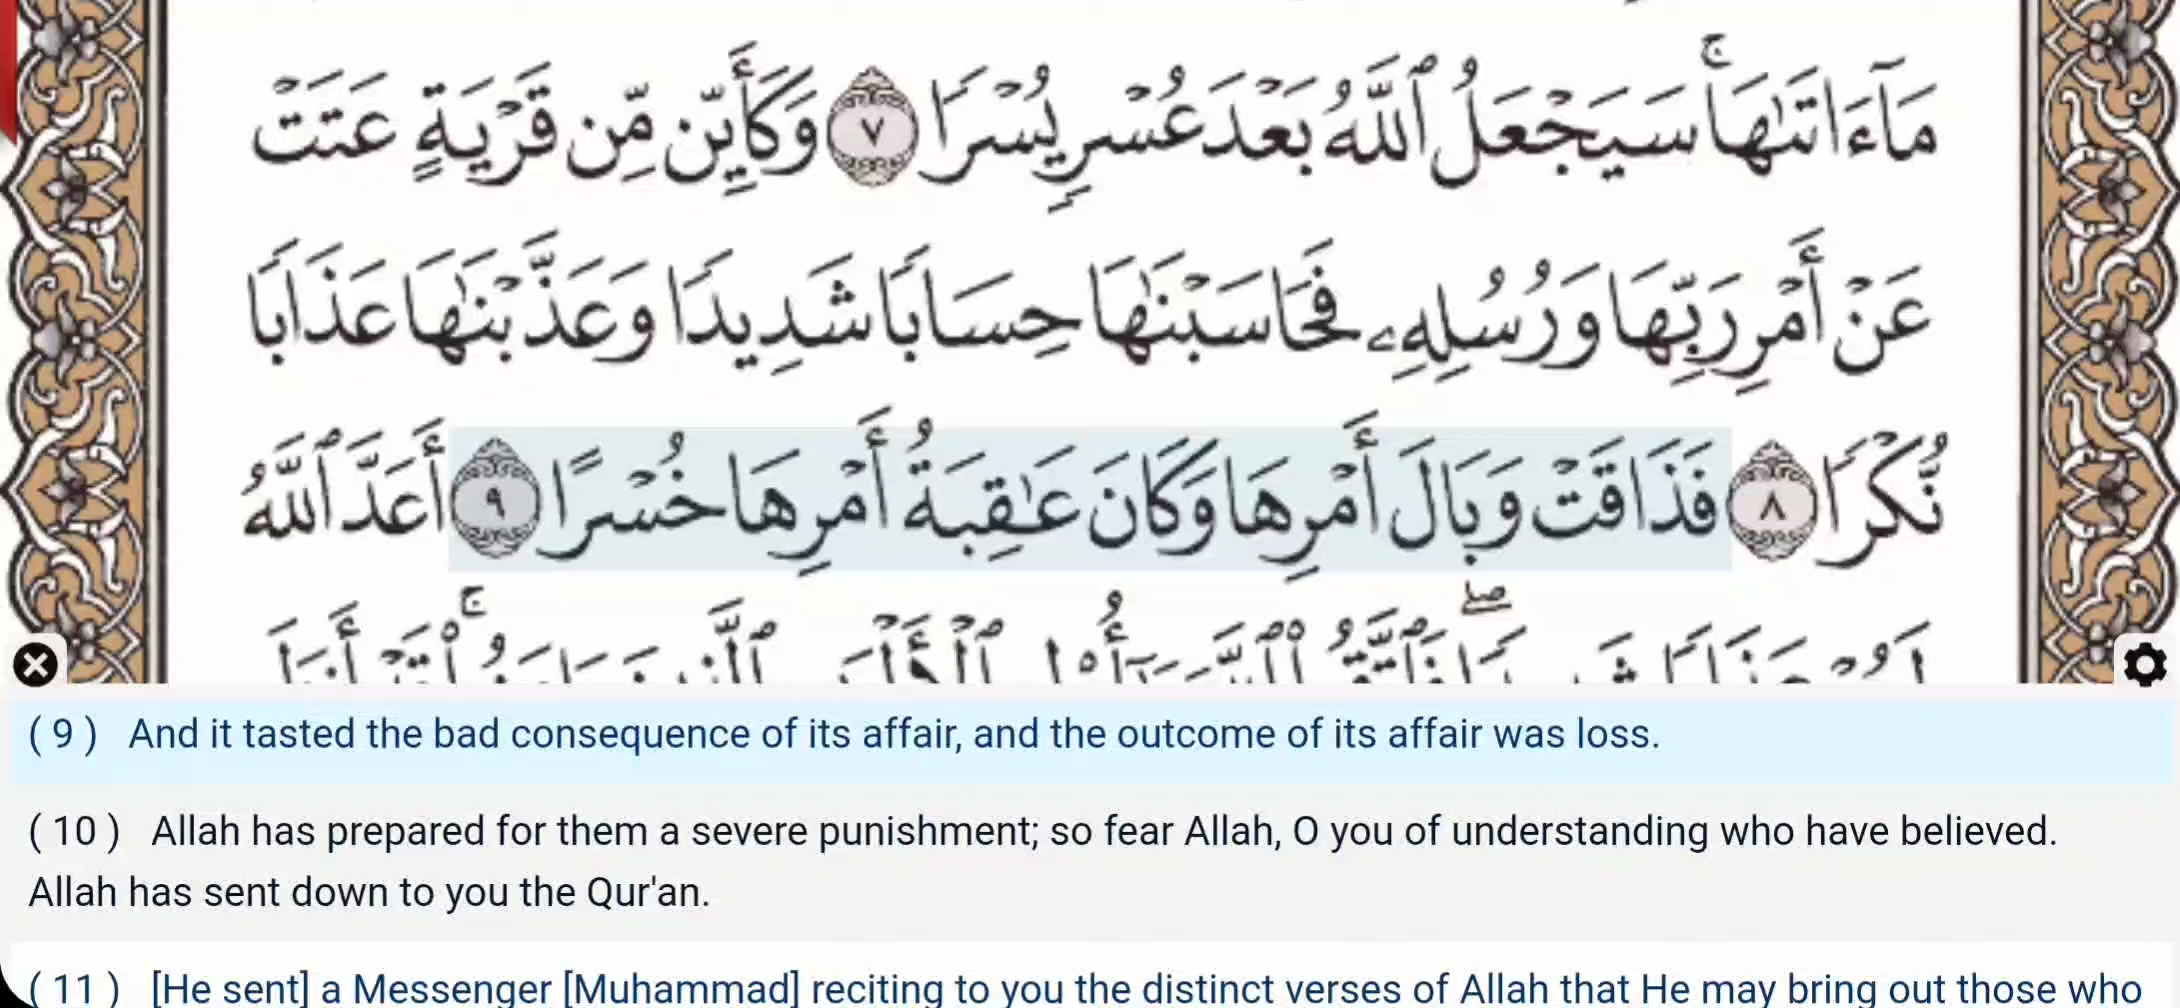 مَآ ءَاتَىٰهَاۚ سَيَجْعَلُ ٱللَّهُ بَعْدَ عُسْرٍ يُسْرًا ٧ وَكَأَيِّن مِّن قَرْيَةٍ عَتَتْ
عَنْ أَمْرِ رَبِّهَا وَرُسُلِهِۦ فَحَاسَبْنَٰهَا حِسَابًا شَدِيدًا وَعَذَّبْنَٰهَا عَذَابًا
نُّكْرًا ٨ فَذَاقَتْ وَبَالَ أَمْرِهَا وَكَانَ عَٰقِبَةُ أَمْرِهَا خُسْرًا ٩ أَعَدَّ ٱللَّهُ
( 9 ) And it tasted the bad consequence of its affair, and the outcome of its affair was loss.
( 10 ) Allah has prepared for them a severe punishment; so fear Allah, O you of understanding who have believed.
Allah has sent down to you the Qur'an.
( 11 ) [He sent] a Messenger [Muhammad] reciting to you the distinct verses of Allah that He may bring out those who